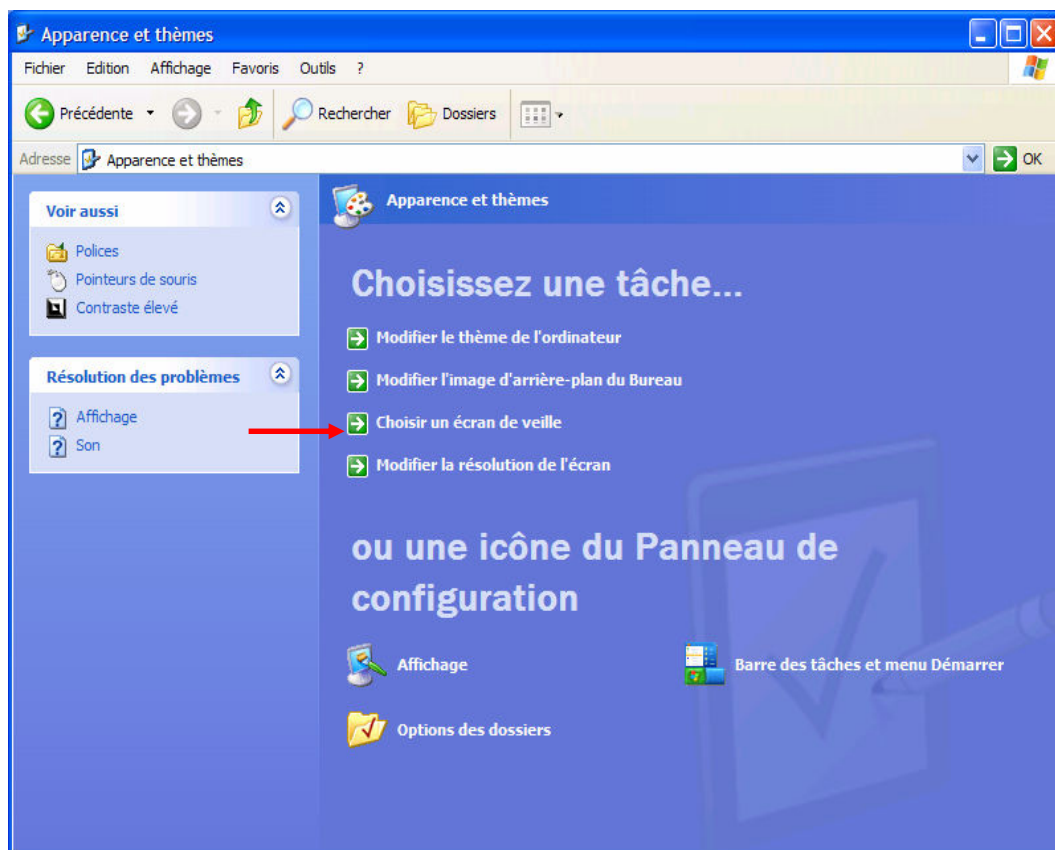 Apparence et thèmes
Fichier Edition Affichage Favoris Outils ?
Précédente Rechercher Dossiers
Adresse Apparence et thèmes OK
Voir aussi
Polices
Pointeurs de souris
Contraste élevé
Résolution des problèmes
Affichage
Son
Apparence et thèmes
Choisissez une tâche...
Modifier le thème de l'ordinateur
Modifier l'image d'arrière-plan du Bureau
Choisir un écran de veille
Modifier la résolution de l'écran
ou une icône du Panneau de
configuration
Affichage
Barre des tâches et menu Démarrer
Options des dossiers